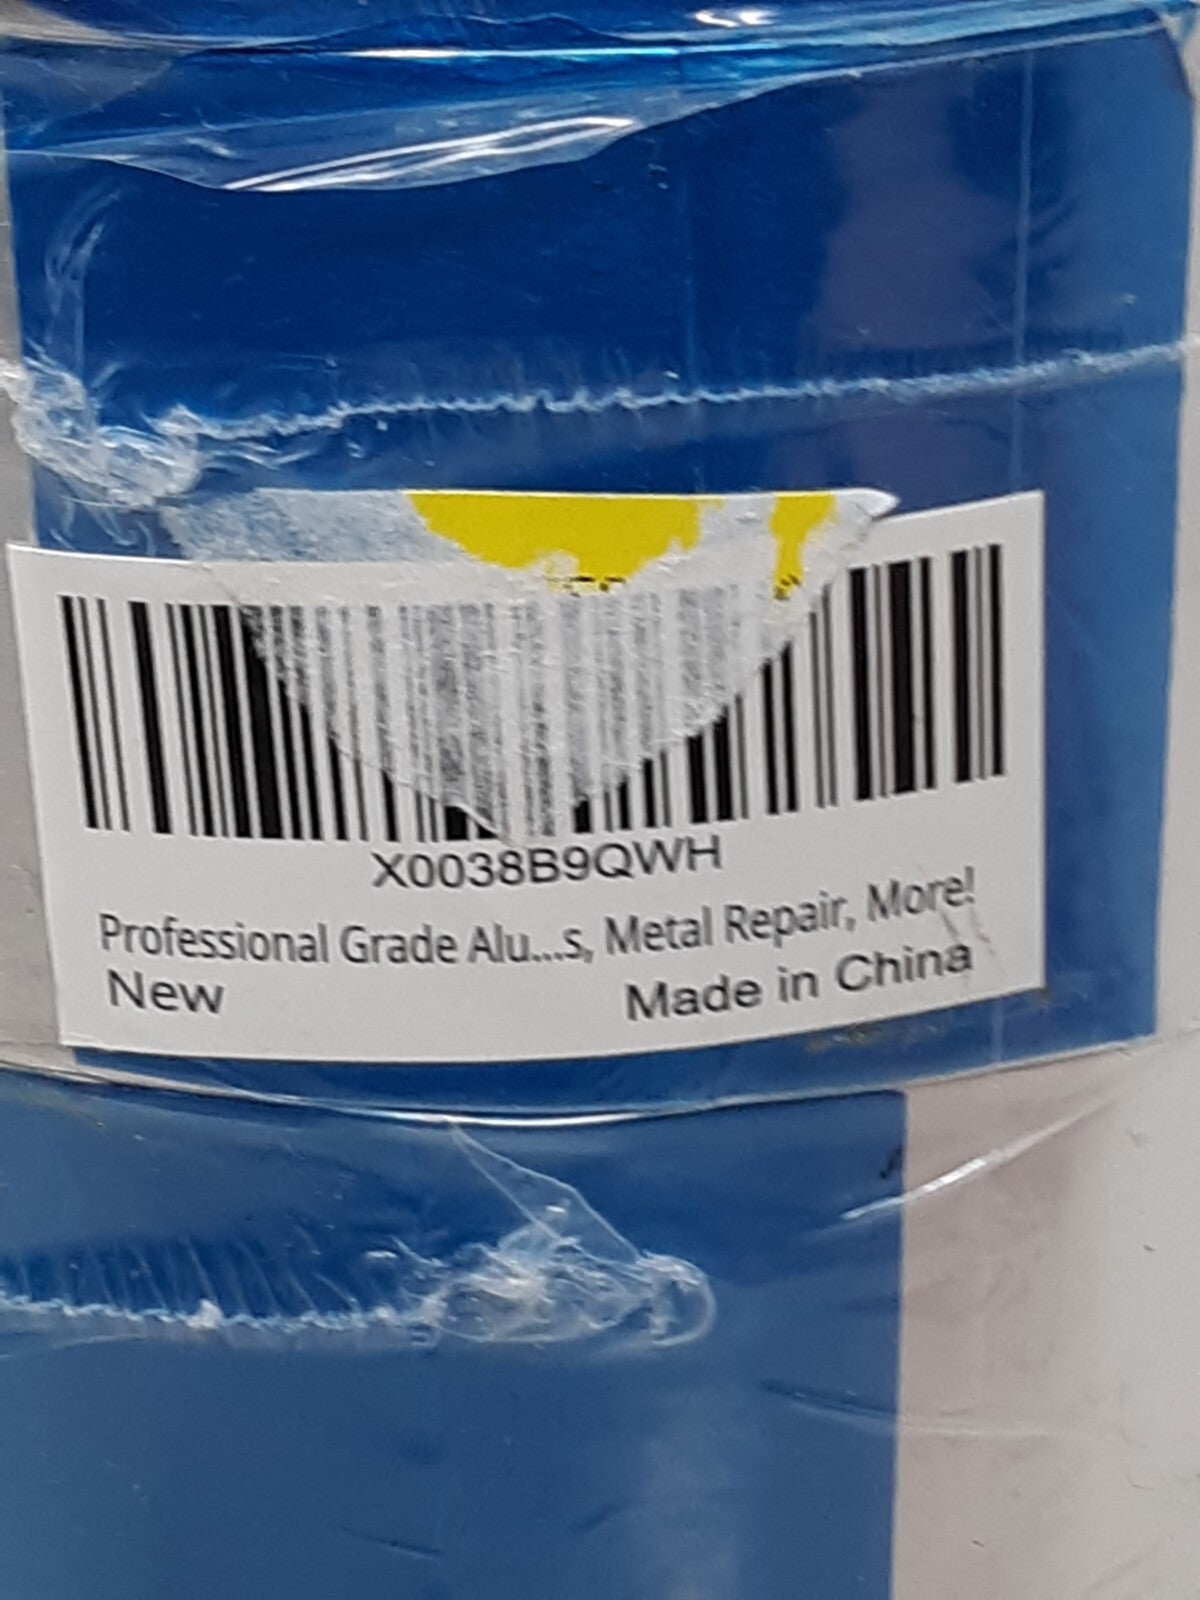 X0038B9QWH
Professional Grade Alu...s, Metal Repair, More!
New
Made in China